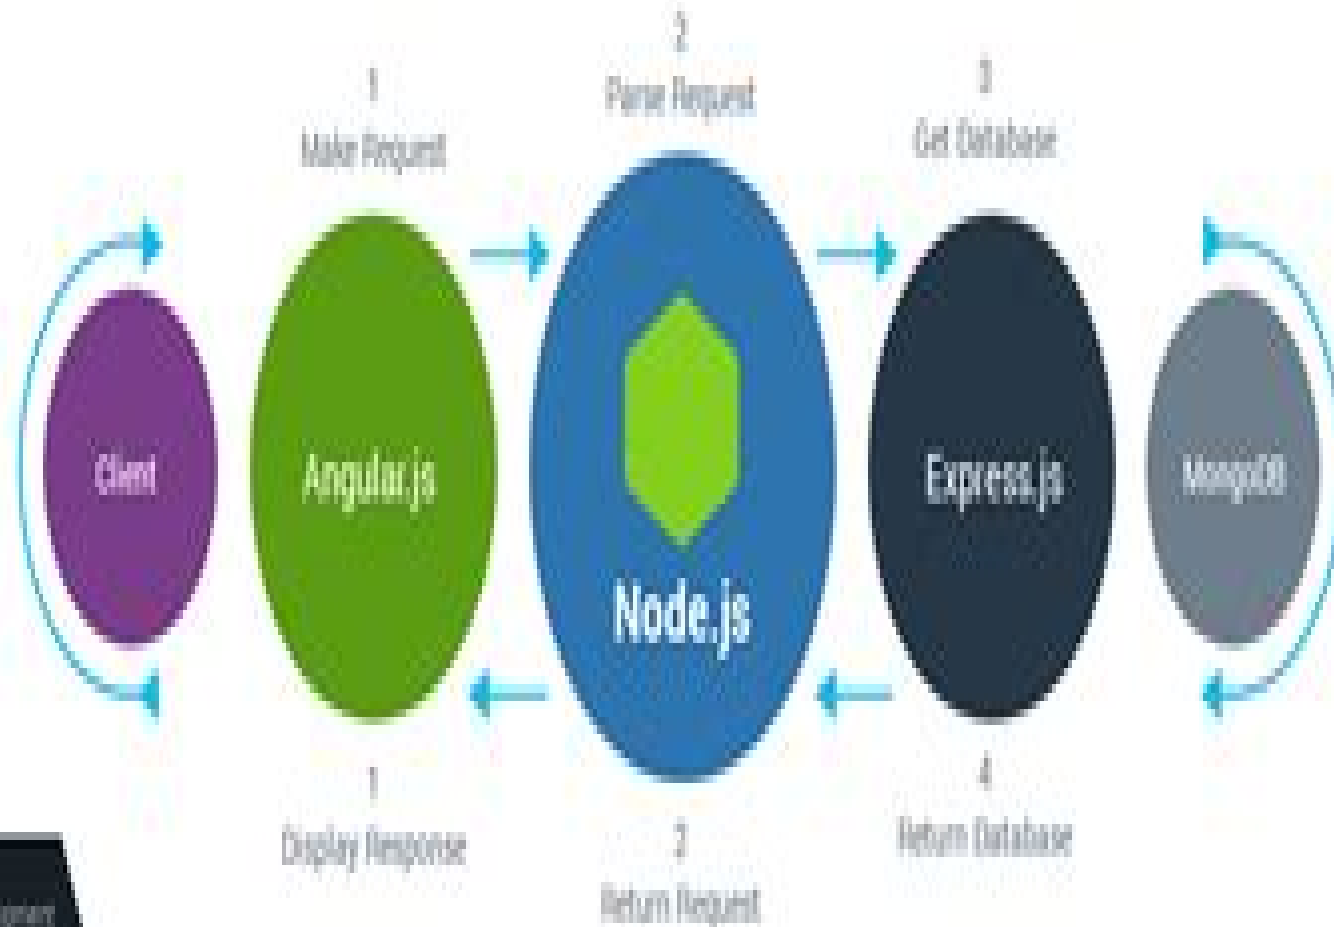 2
Parse Request
1
Make Request
3
Get Database
Client
Angular.js
Node.js
Express.js
MongoDB
1
Display Response
4
Return Database
2
Return Request